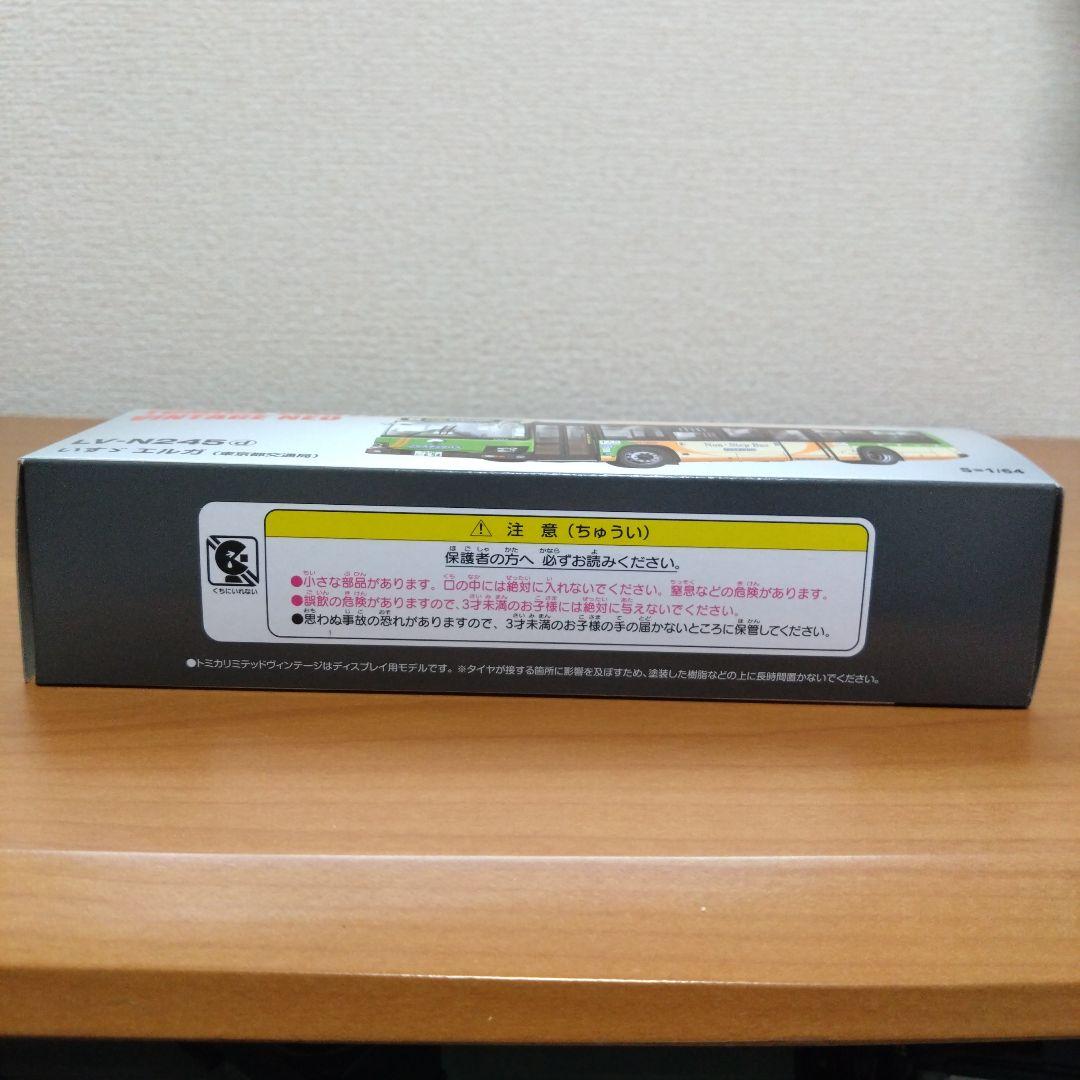 VINTAGE NEO
LV-N245ⓓ
いすゞ エルガ（東京都交通局）
Non-Step Bus
S=1/64
くちにいれない
⚠ 注 意（ちゅうい）
保護者の方へ 必ずお読みください。
●小さな部品があります。口の中には絶対に入れないでください。窒息などの危険があります。
●誤飲の危険がありますので、3才未満のお子様には絶対に与えないでください。
●思わぬ事故の恐れがありますので、3才未満のお子様の手の届かないところに保管してください。
●トミカリミテッドヴィンテージはディスプレイ用モデルです。※タイヤが接する箇所に影響を及ぼすため、塗装した樹脂などの上に長時間置かないでください。